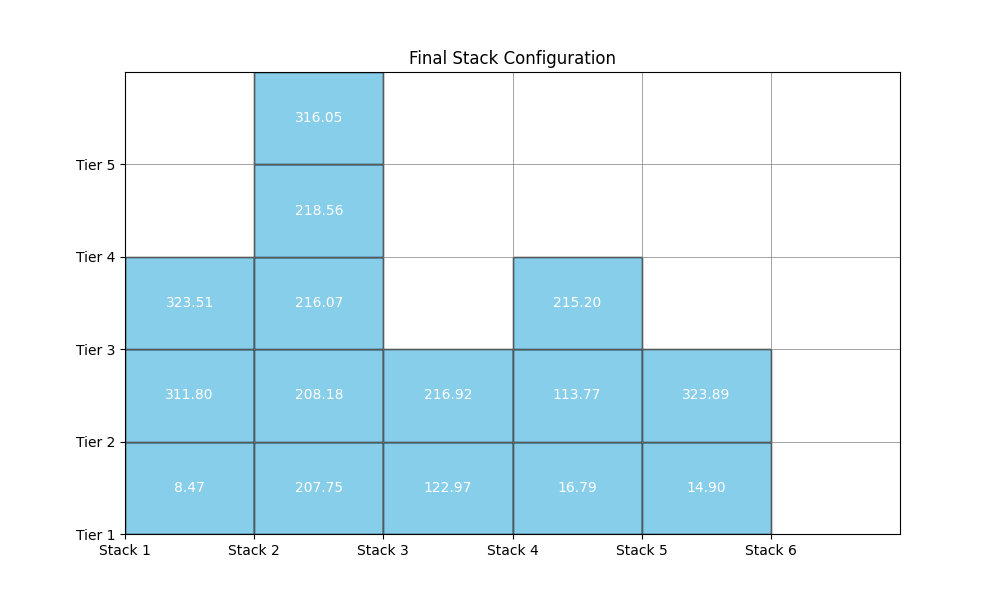 Final Stack Configuration
316.05
Tier 5
218.56
Tier 4
323.51 216.07 215.20
Tier 3
311.80 208.18 216.92 113.77 323.89
Tier 2
8.47 207.75 122.97 16.79 14.90
Tier 1
Stack 1 Stack 2 Stack 3 Stack 4 Stack 5 Stack 6